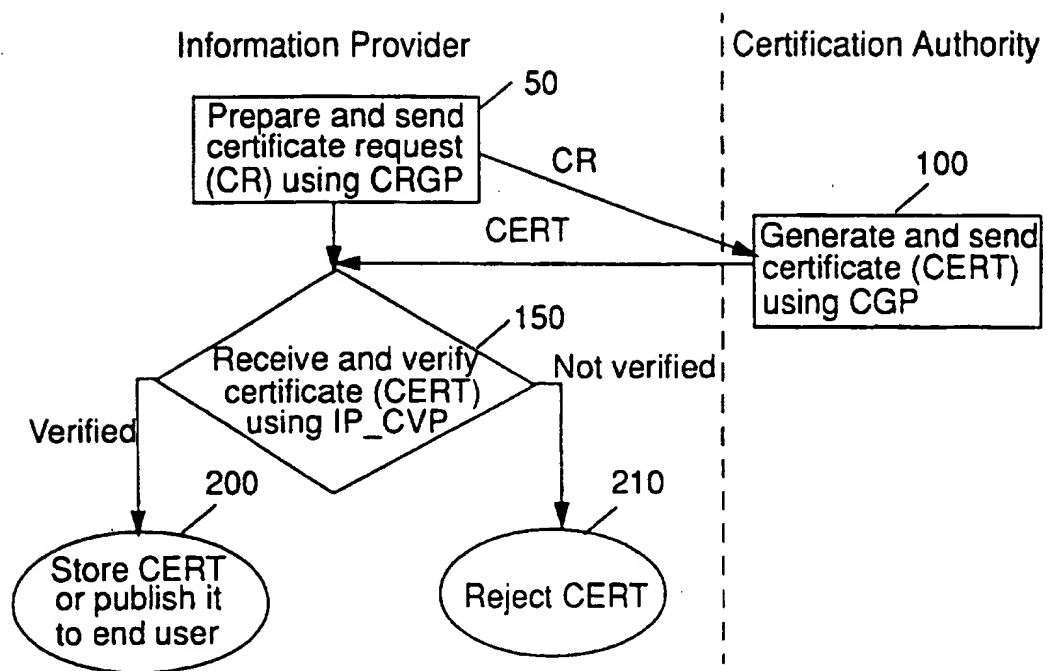 Information Provider
Certification Authority
50
Prepare and send
certificate request
(CR) using CRGP
CR
100
CERT
Generate and send
certificate (CERT)
using CGP
150
Receive and verify
certificate (CERT)
using IP_CVP
Not verified
Verified
200
210
Store CERT
or publish it
to end user
Reject CERT